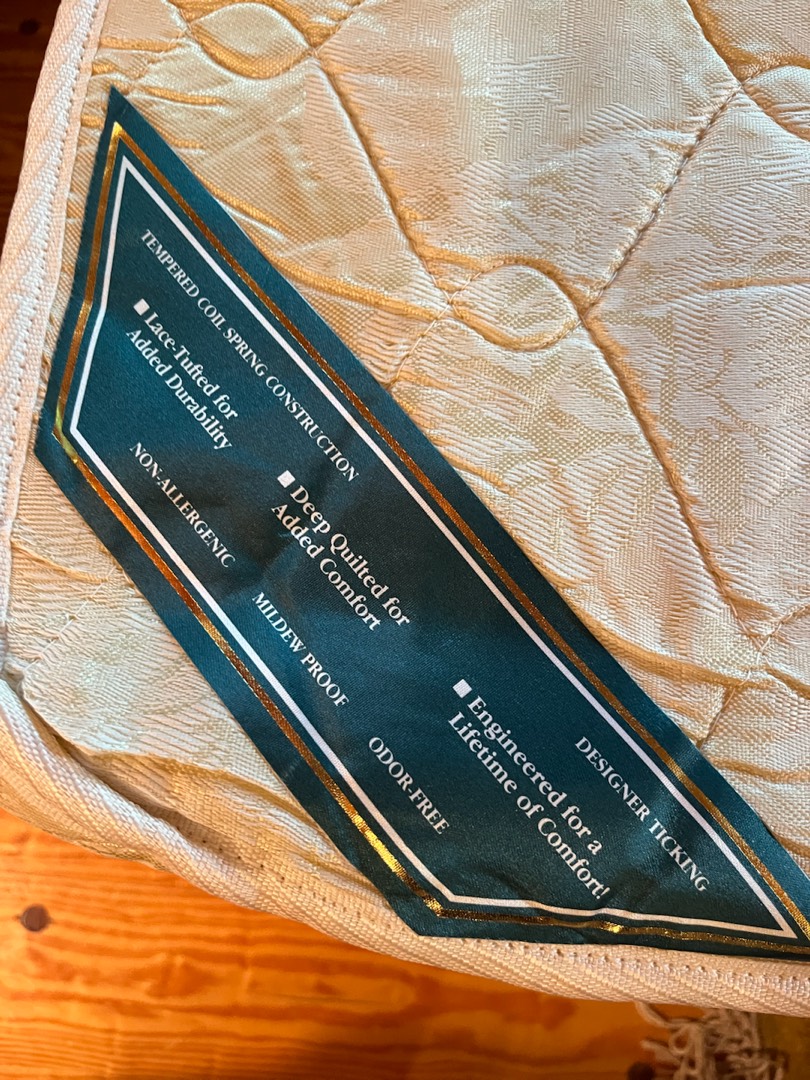 TEMPERED COIL SPRING CONSTRUCTION
■ Lace-Tufted for
Added Durability
NON-ALLERGENIC
■ Deep Quilted for
Added Comfort
MILDEW PROOF
DESIGNER TICKING
■ Engineered for a
Lifetime of Comfort!
ODOR-FREE